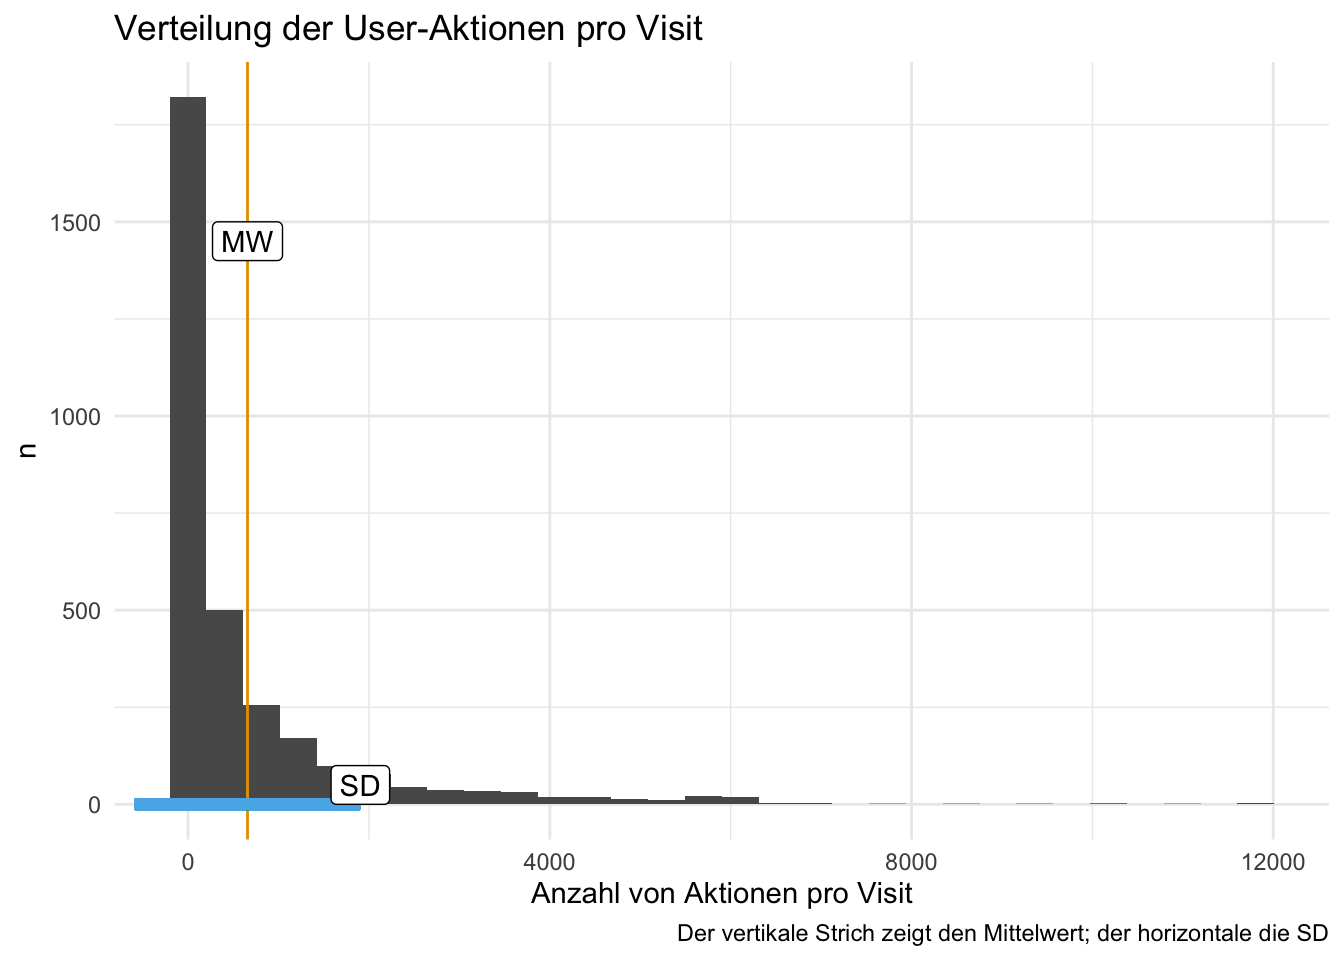 Verteilung der User-Aktionen pro Visit
1500
1000
500
0
n
MW
SD
0
4000
8000
12000
Anzahl von Aktionen pro Visit
Der vertikale Strich zeigt den Mittelwert; der horizontale die SD